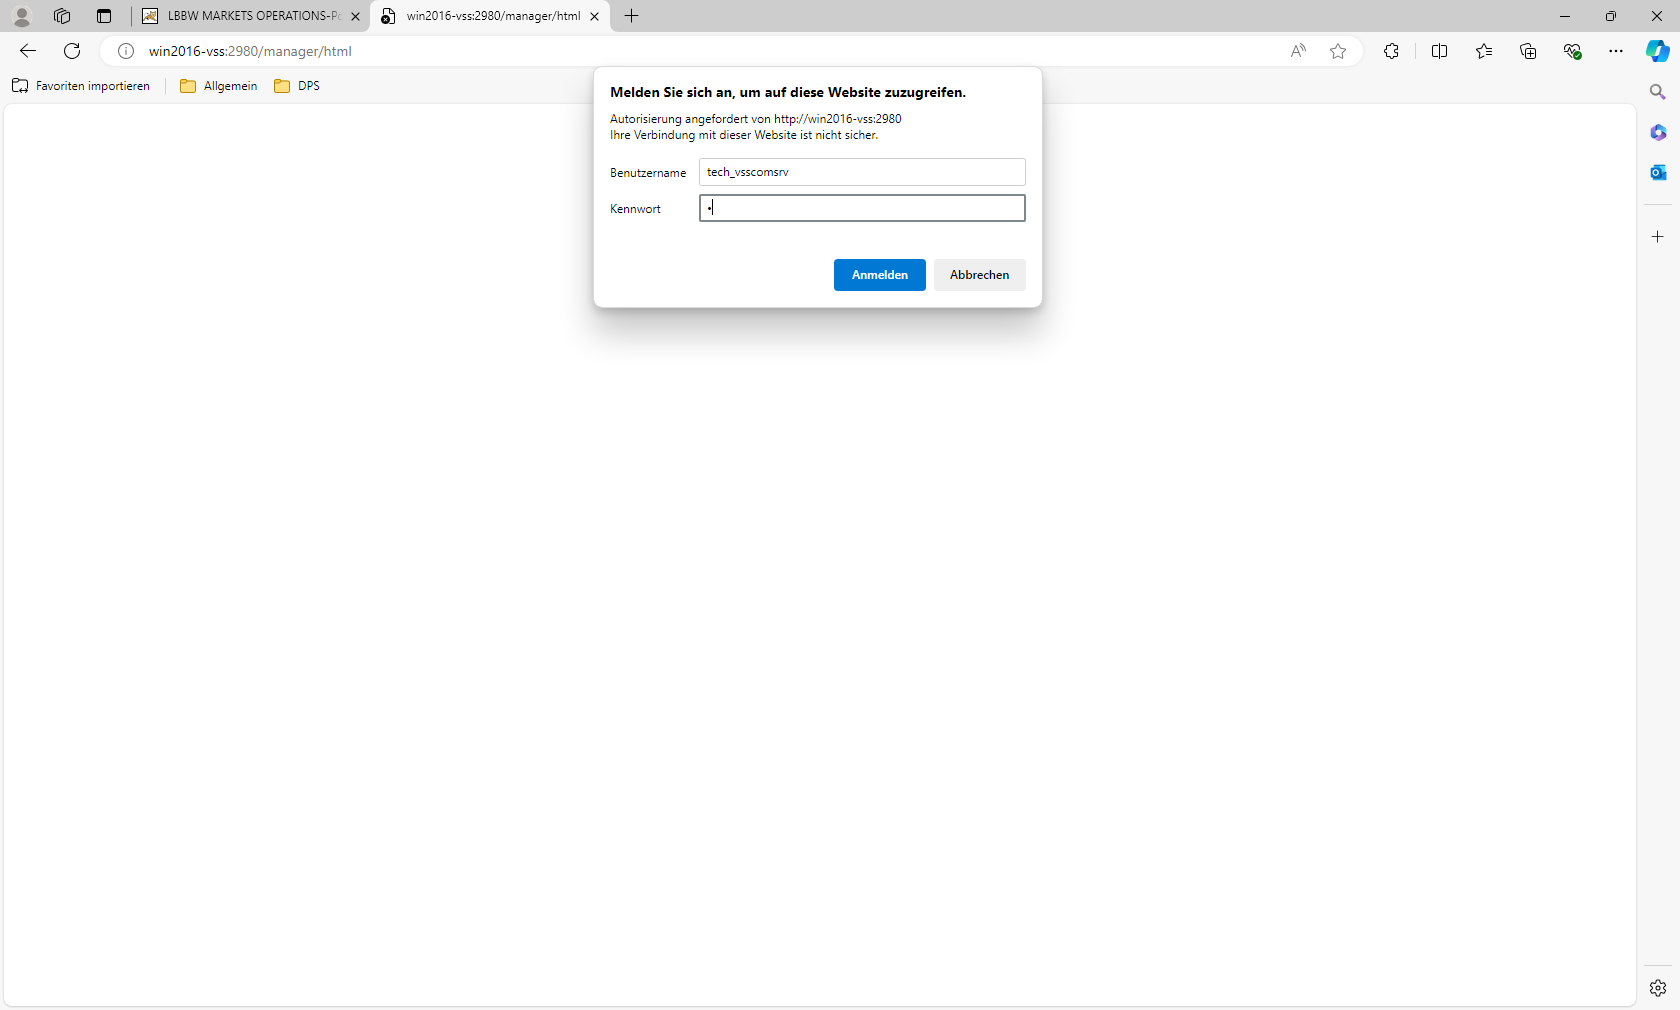 LBBW MARKETS OPERATIONS-Po
win2016-vss:2980/manager/html
win2016-vss:2980/manager/html
Favoriten importieren
Allgemein
DPS
Melden Sie sich an, um auf diese Website zuzugreifen.
Autorisierung angefordert von http://win2016-vss:2980
Ihre Verbindung mit dieser Website ist nicht sicher.
Benutzername
tech_vsscomsrv
Kennwort
Anmelden
Abbrechen